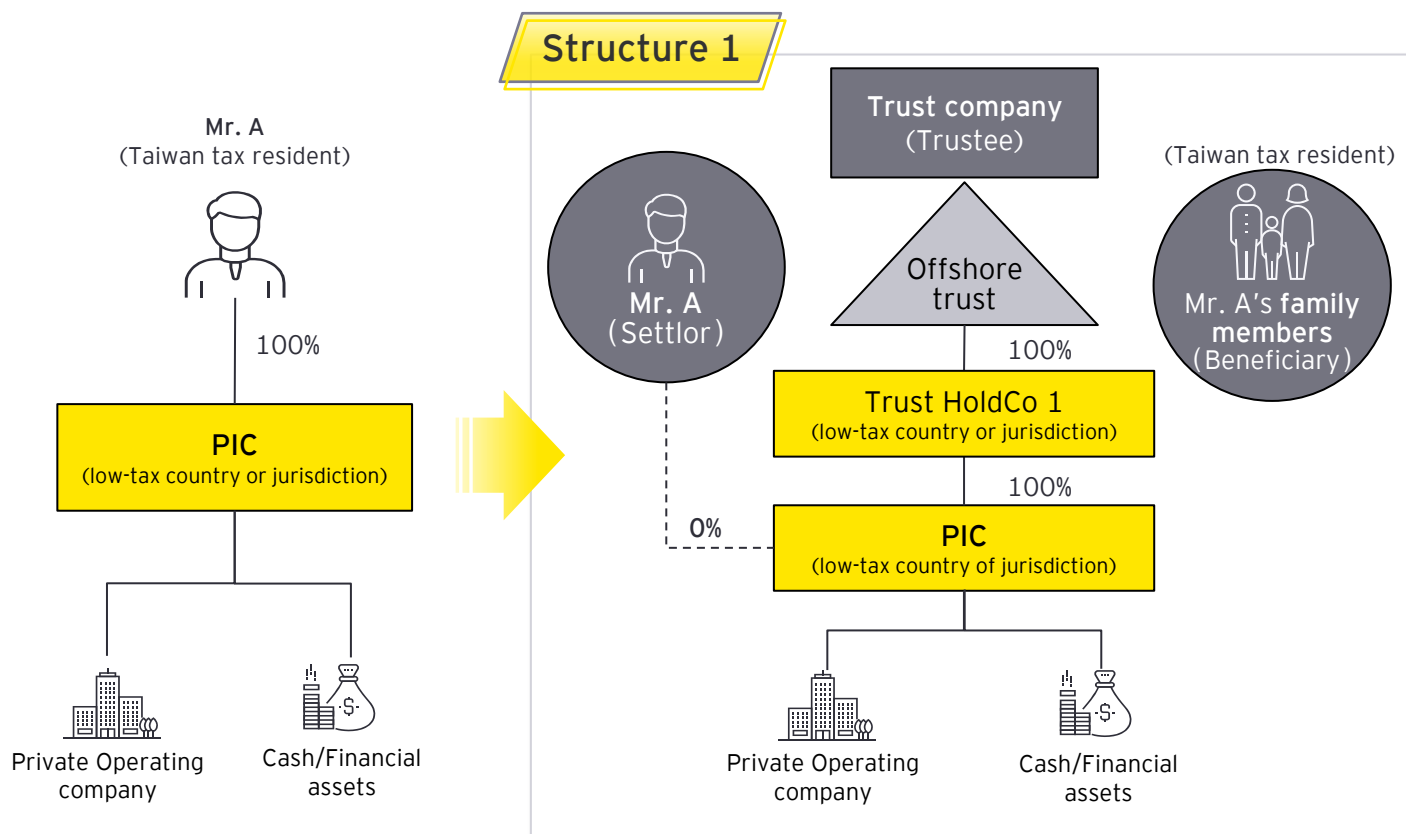 Structure 1
Mr. A
(Taiwan tax resident)
100%
PIC
(low-tax country or jurisdiction)
Private Operating
company
Cash/Financial
assets
Trust company
(Trustee)
Mr. A
(Settlor)
Offshore
trust
(Taiwan tax resident)
Mr. A's family
members
(Beneficiary)
100%
Trust HoldCo 1
(low-tax country or jurisdiction)
100%
0%
PIC
(low-tax country of jurisdiction)
Private Operating
company
Cash/Financial
assets